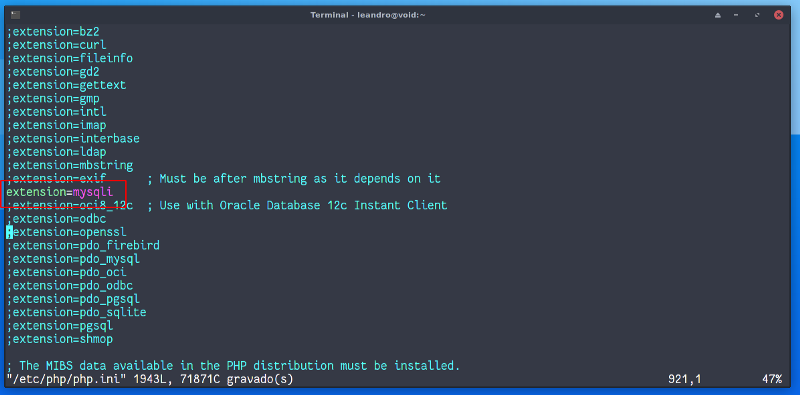 Terminal - leandro@void:~
;extension=bz2
;extension=curl
;extension=fileinfo
;extension=gd2
;extension=gettext
;extension=gmp
;extension=intl
;extension=imap
;extension=interbase
;extension=ldap
;extension=mbstring
;extension=exif      ; Must be after mbstring as it depends on it
extension=mysqli
;extension=oci8_12c  ; Use with Oracle Database 12c Instant Client
;extension=odbc
;extension=openssl
;extension=pdo_firebird
;extension=pdo_mysql
;extension=pdo_oci
;extension=pdo_odbc
;extension=pdo_pgsql
;extension=pdo_sqlite
;extension=pgsql
;extension=shmop
; The MIBS data available in the PHP distribution must be installed.
"/etc/php/php.ini" 1943L, 71871C gravado(s) 921,1 47%